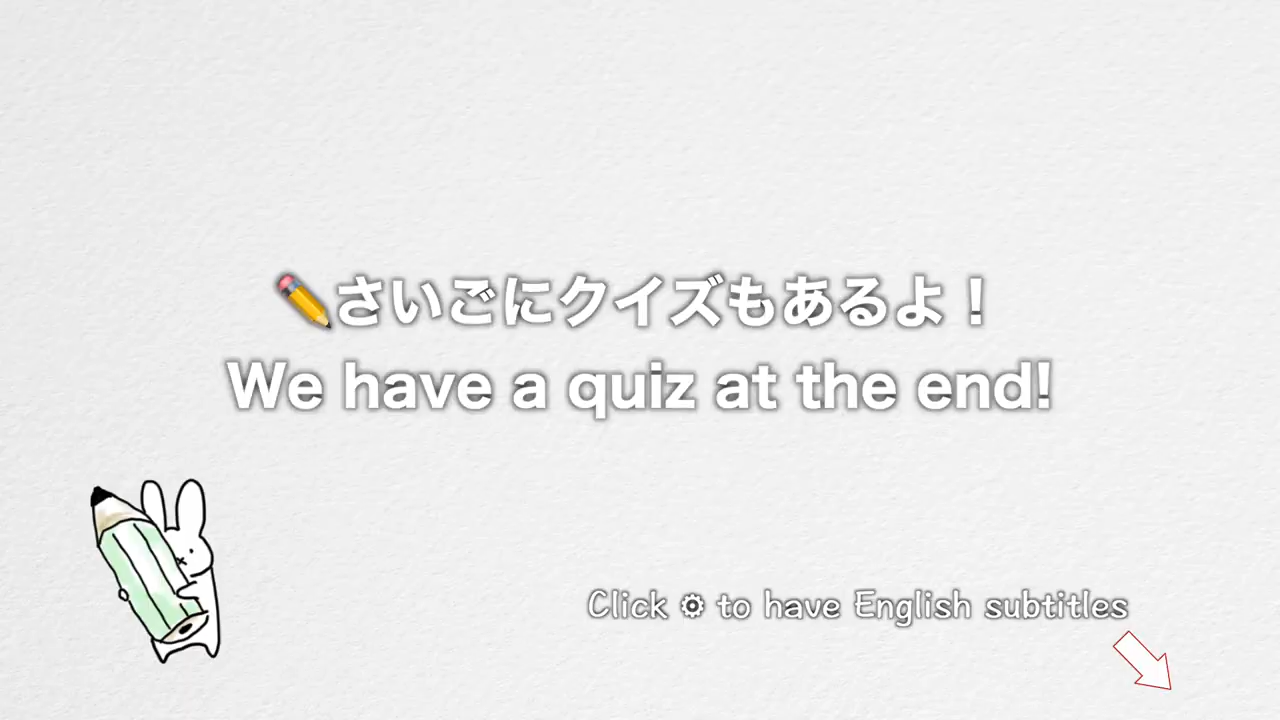 ✏️さいごにクイズもあるよ！
We have a quiz at the end!
Click ⚙ to have English subtitles